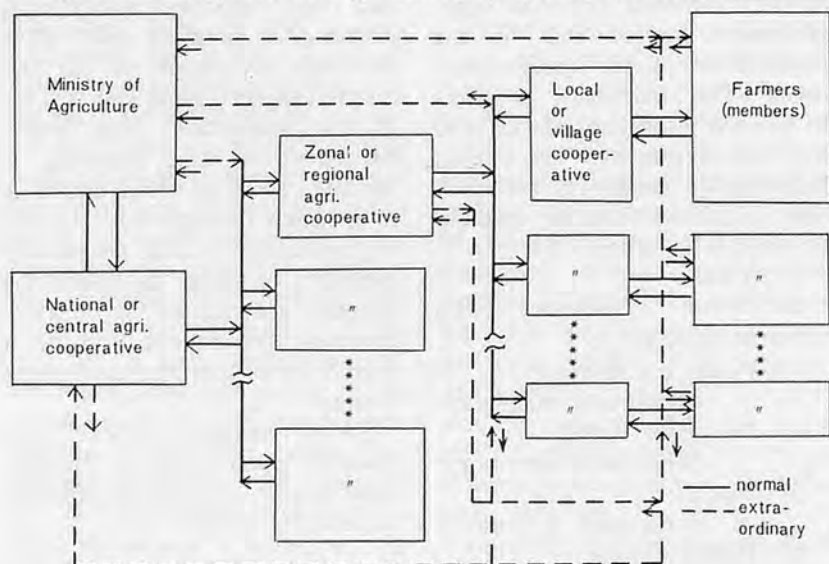 Ministry of
Agriculture
National or
central agri.
cooperative
Zonal or
regional
agri.
cooperative
"
"
Local
or
village
cooper-
ative
"
"
Farmers
(members)
"
"
normal
extra-
ordinary